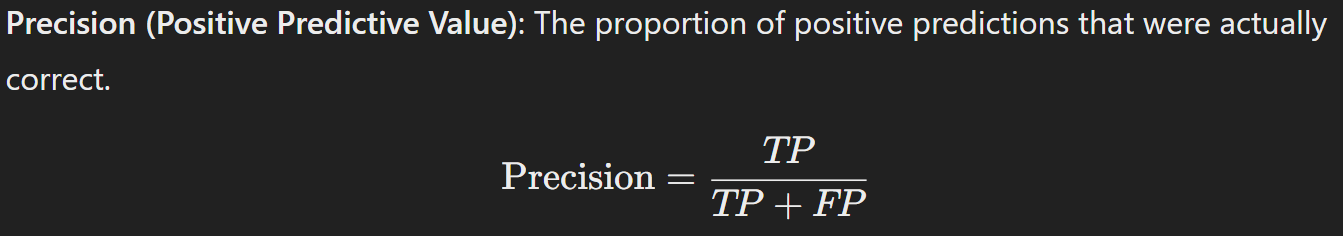 Precision (Positive Predictive Value): The proportion of positive predictions that were actually
correct.
Precision = TP / TP + FP